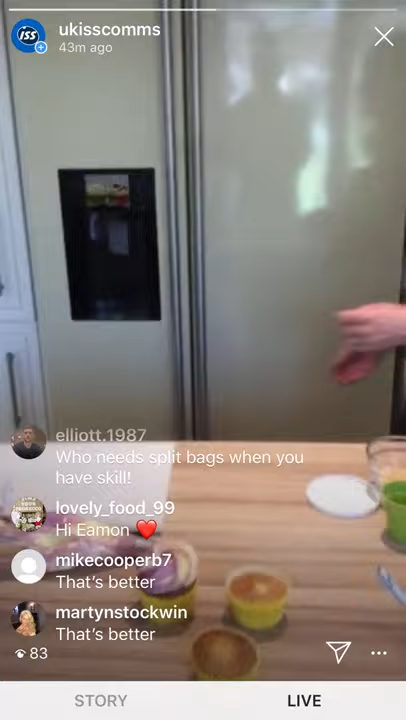 ISS
ukisscomms
43m ago
elliott.1987
Who needs split bags when you
have skill!
lovely_food_99
Hi Eamon ❤️
mikecooperb7
That's better
martynstockwin
That's better
83
STORY
LIVE